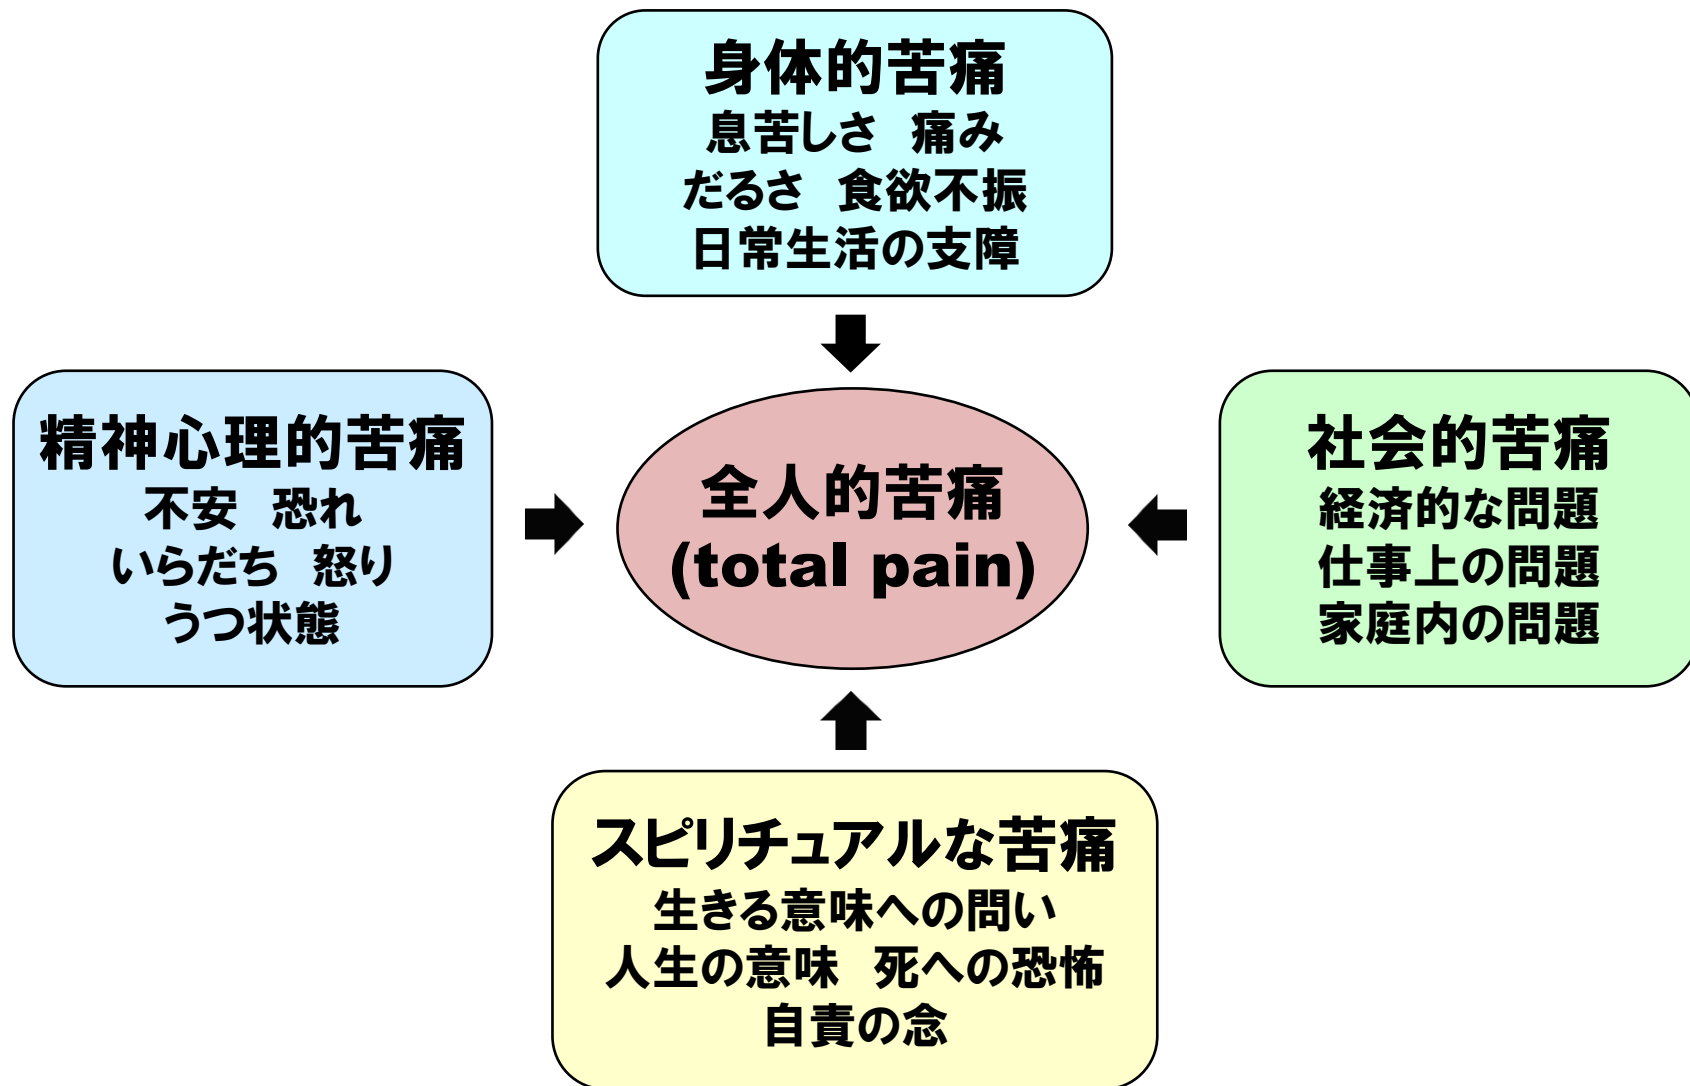 身体的苦痛
息苦しさ　痛み
だるさ　食欲不振
日常生活の支障
精神心理的苦痛
不安　恐れ
いらだち　怒り
うつ状態
全人的苦痛
(total pain)
社会的苦痛
経済的な問題
仕事上の問題
家庭内の問題
スピリチュアルな苦痛
生きる意味への問い
人生の意味　死への恐怖
自責の念